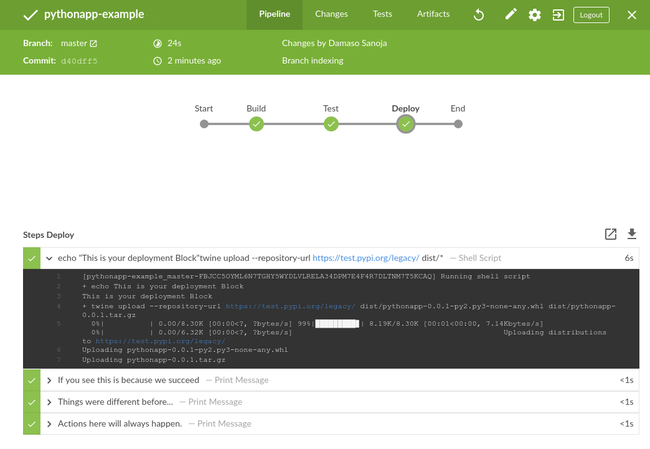 pythonapp-example
Pipeline Changes Tests Artifacts Logout
Branch: master 24s Changes by Damaso Sanoja
Commit: d40dff5 2 minutes ago Branch indexing
Start Build Test Deploy End
Steps Deploy
echo "This is your deployment Block"twine upload --repository-url https://test.pypi.org/legacy/ dist/* — Shell Script 6s
1 [pythonapp-example_master-FBJCC5OYML6N7TGHY5WYDLVLRELA34DPM7E4F4R7DLTNM7T5KCAQ] Running shell script
2 + echo This is your deployment Block
3 This is your deployment Block
4 + twine upload --repository-url https://test.pypi.org/legacy/ dist/pythonapp-0.0.1-py2.py3-none-any.whl dist/pythonapp-
0.0.1.tar.gz
5 0%| | 0.00/8.30K [00:00<?, ?bytes/s] 99%|█████████▊| 8.19K/8.30K [00:01<00:00, 7.14Kbytes/s]
0%| | 0.00/6.32K [00:00<?, ?bytes/s] Uploading distributions
to https://test.pypi.org/legacy/
6 Uploading pythonapp-0.0.1-py2.py3-none-any.whl
7 Uploading pythonapp-0.0.1.tar.gz
If you see this is because we succeed — Print Message <1s
Things were different before... — Print Message <1s
Actions here will always happen. — Print Message <1s